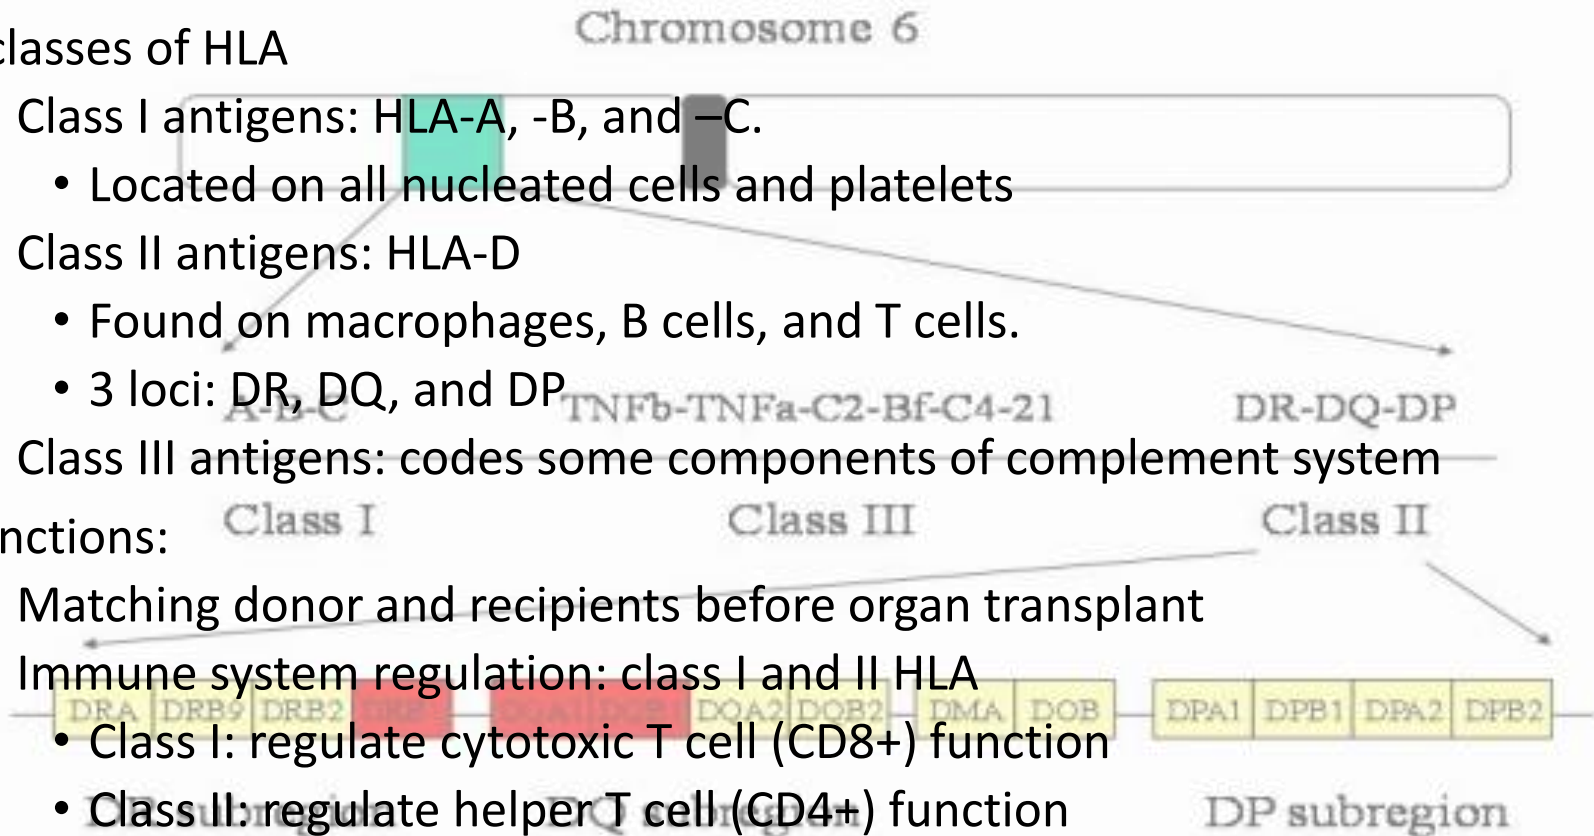 Chromosome 6
classes of HLA
Class I antigens: HLA-A, -B, and –C.
• Located on all nucleated cells and platelets
Class II antigens: HLA-D
• Found on macrophages, B cells, and T cells.
• 3 loci: DR, DQ, and DP
A-B-C TNFb-TNFa-C2-Bf-C4-21 DR-DQ-DP
Class III antigens: codes some components of complement system
Class I Class III Class II
nctions:
Matching donor and recipients before organ transplant
Immune system regulation: class I and II HLA
DRA DRB9 DRB2 DQA2 DQB2 DMA DOB DPA1 DPB1 DPA2 DPB2
• Class I: regulate cytotoxic T cell (CD8+) function
• Class II: regulate helper T cell (CD4+) function
DR subregion DQ subregion DP subregion